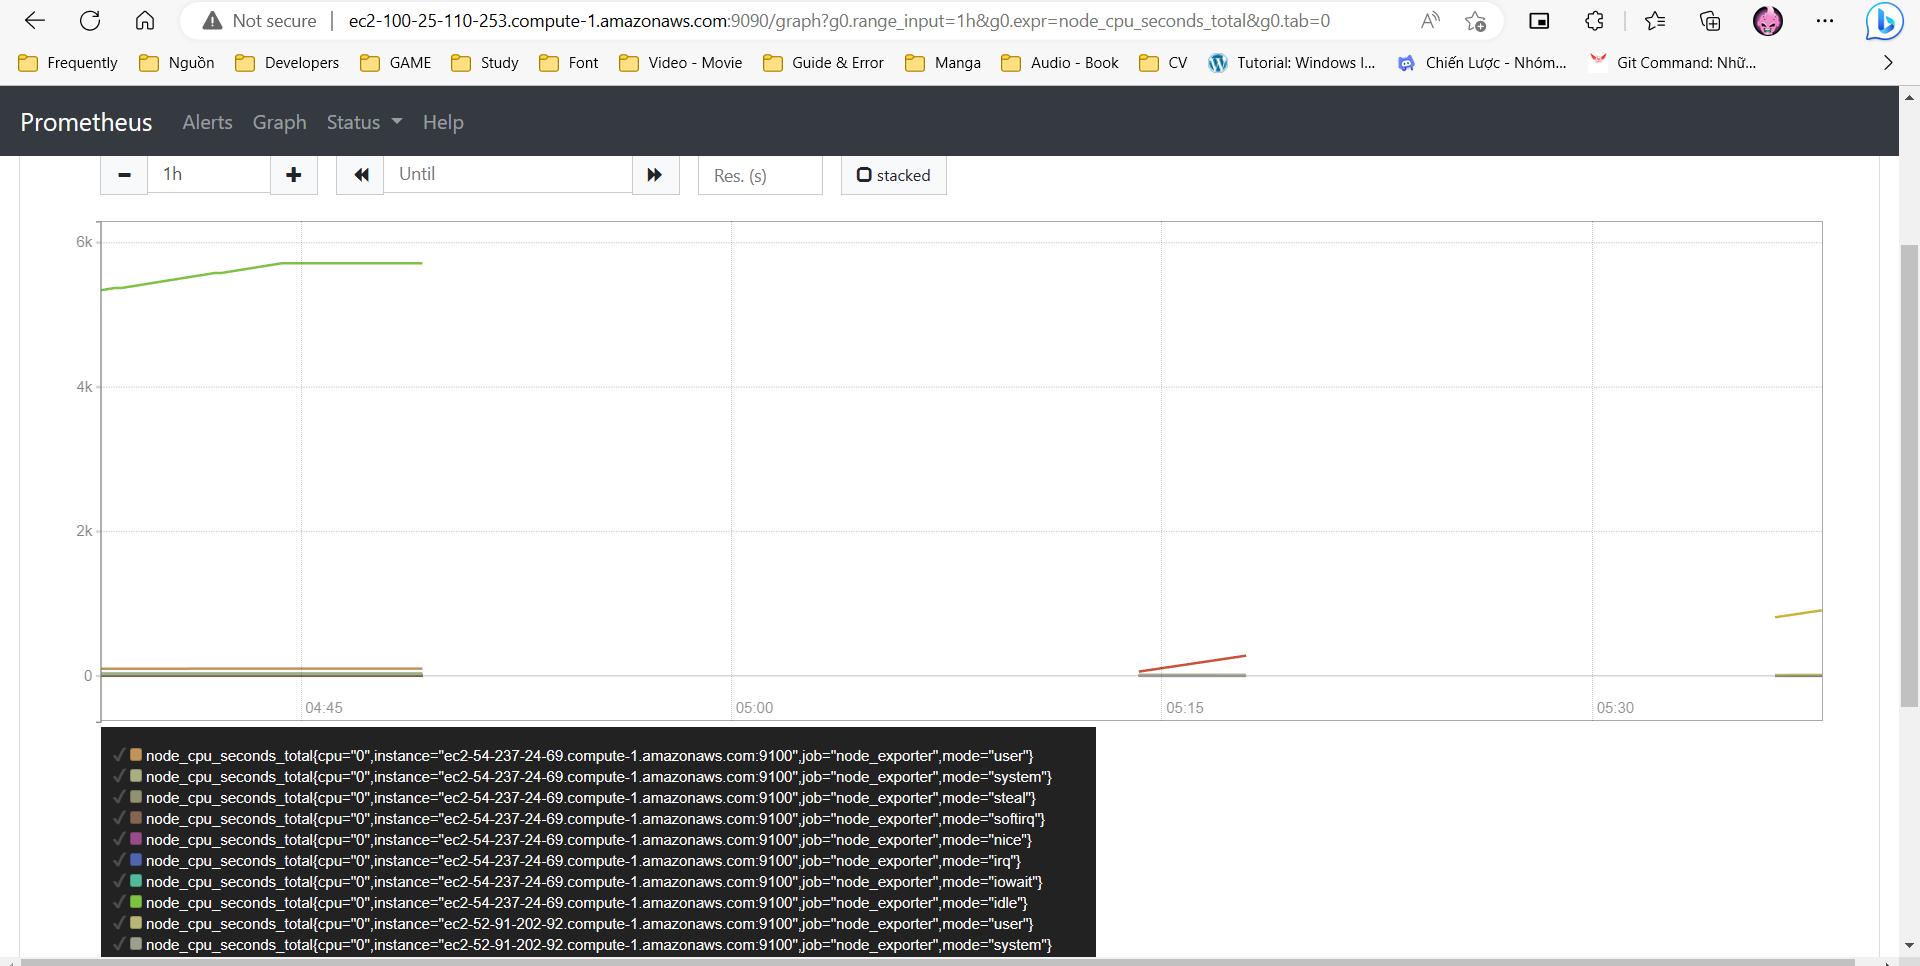 Not secure | ec2-100-25-110-253.compute-1.amazonaws.com:9090/graph?g0.range_input=1h&g0.expr=node_cpu_seconds_total&g0.tab=0
Frequently Nguồn Developers GAME Study Font Video - Movie Guide & Error Manga Audio - Book CV Tutorial: Windows I... Chiến Lược - Nhóm... Git Command: Nhữ...
Prometheus Alerts Graph Status Help
1h Until Res. (s) stacked
6k
4k
2k
0
04:45 05:00 05:15 05:30
node_cpu_seconds_total{cpu="0",instance="ec2-54-237-24-69.compute-1.amazonaws.com:9100",job="node_exporter",mode="user"}
node_cpu_seconds_total{cpu="0",instance="ec2-54-237-24-69.compute-1.amazonaws.com:9100",job="node_exporter",mode="system"}
node_cpu_seconds_total{cpu="0",instance="ec2-54-237-24-69.compute-1.amazonaws.com:9100",job="node_exporter",mode="steal"}
node_cpu_seconds_total{cpu="0",instance="ec2-54-237-24-69.compute-1.amazonaws.com:9100",job="node_exporter",mode="softirq"}
node_cpu_seconds_total{cpu="0",instance="ec2-54-237-24-69.compute-1.amazonaws.com:9100",job="node_exporter",mode="nice"}
node_cpu_seconds_total{cpu="0",instance="ec2-54-237-24-69.compute-1.amazonaws.com:9100",job="node_exporter",mode="irq"}
node_cpu_seconds_total{cpu="0",instance="ec2-54-237-24-69.compute-1.amazonaws.com:9100",job="node_exporter",mode="iowait"}
node_cpu_seconds_total{cpu="0",instance="ec2-54-237-24-69.compute-1.amazonaws.com:9100",job="node_exporter",mode="idle"}
node_cpu_seconds_total{cpu="0",instance="ec2-52-91-202-92.compute-1.amazonaws.com:9100",job="node_exporter",mode="user"}
node_cpu_seconds_total{cpu="0",instance="ec2-52-91-202-92.compute-1.amazonaws.com:9100",job="node_exporter",mode="system"}